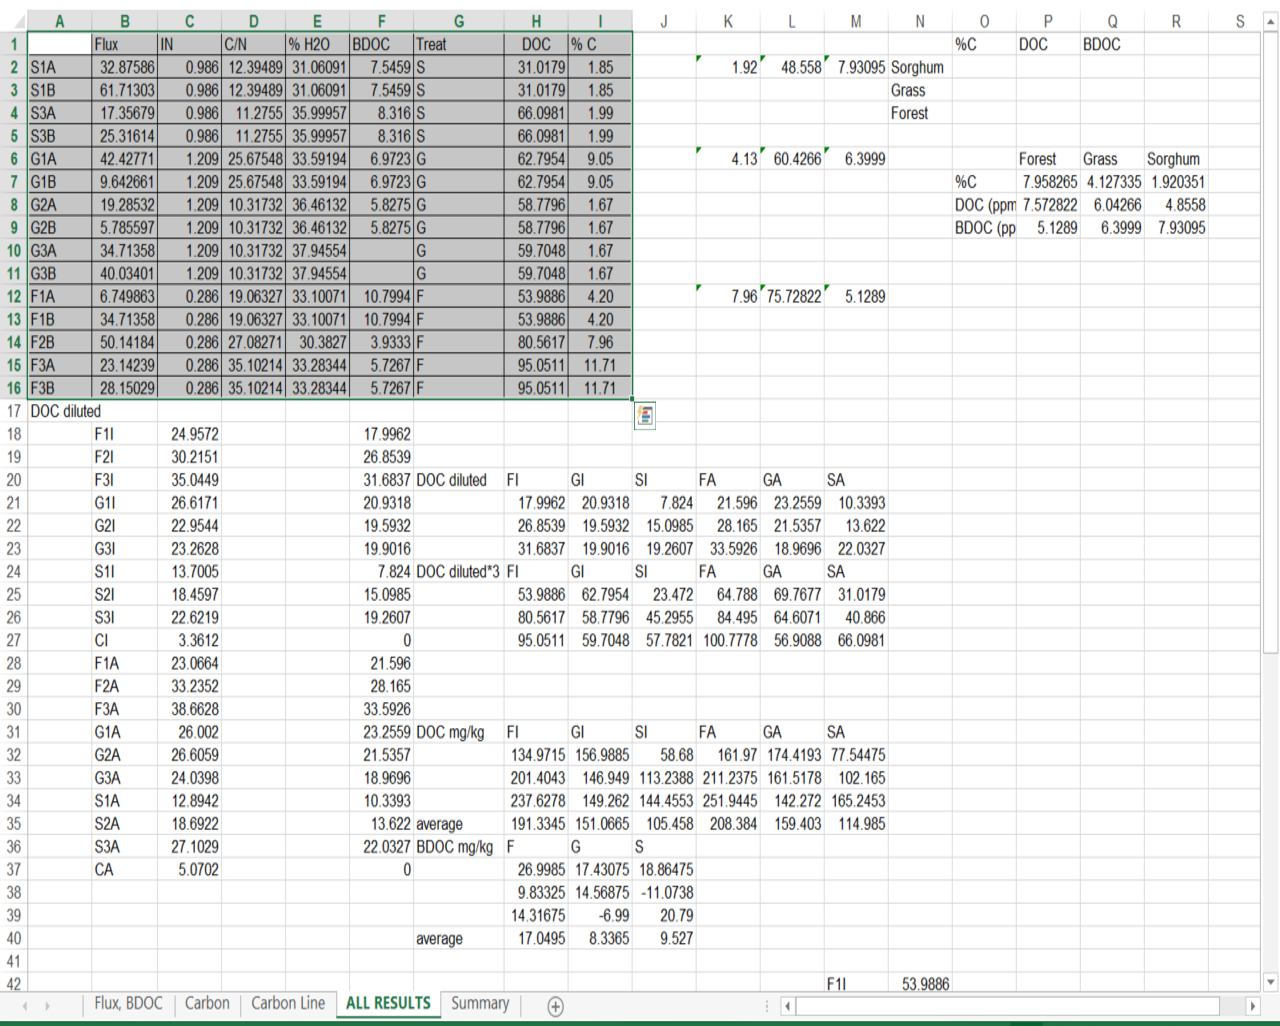 A B C D E F G H I J K L M N O P Q R S
1 Flux IN C/N % H2O BDOC Treat DOC % C %C DOC BDOC
2 S1A 32.87586 0.986 12.39489 31.06091 7.5459 S 31.0179 1.85 1.92 48.558 7.93095 Sorghum
3 S1B 61.71303 0.986 12.39489 31.06091 7.5459 S 31.0179 1.85 Grass
4 S3A 17.35679 0.986 11.2755 35.99957 8.316 S 66.0981 1.99 Forest
5 S3B 25.31614 0.986 11.2755 35.99957 8.316 S 66.0981 1.99
6 G1A 42.42771 1.209 25.67548 33.59194 6.9723 G 62.7954 9.05 4.13 60.4266 6.3999 Forest Grass Sorghum
7 G1B 9.642661 1.209 25.67548 33.59194 6.9723 G 62.7954 9.05 %C 7.958265 4.127335 1.920351
8 G2A 19.28532 1.209 10.31732 36.46132 5.8275 G 58.7796 1.67 DOC (ppm 7.572822 6.04266 4.8558
9 G2B 5.785597 1.209 10.31732 36.46132 5.8275 G 58.7796 1.67 BDOC (pp 5.1289 6.3999 7.93095
10 G3A 34.71358 1.209 10.31732 37.94554 G 59.7048 1.67
11 G3B 40.03401 1.209 10.31732 37.94554 G 59.7048 1.67
12 F1A 6.749863 0.286 19.06327 33.10071 10.7994 F 53.9886 4.20 7.96 75.72822 5.1289
13 F1B 34.71358 0.286 19.06327 33.10071 10.7994 F 53.9886 4.20
14 F2B 50.14184 0.286 27.08271 30.3827 3.9333 F 80.5617 7.96
15 F3A 23.14239 0.286 35.10214 33.28344 5.7267 F 95.0511 11.71
16 F3B 28.15029 0.286 35.10214 33.28344 5.7267 F 95.0511 11.71
17 DOC diluted
18 F1I 24.9572 17.9962
19 F2I 30.2151 26.8539
20 F3I 35.0449 31.6837 DOC diluted FI GI SI FA GA SA
21 G1I 26.6171 20.9318 17.9962 20.9318 7.824 21.596 23.2559 10.3393
22 G2I 22.9544 19.5932 26.8539 19.5932 15.0985 28.165 21.5357 13.622
23 G3I 23.2628 19.9016 31.6837 19.9016 19.2607 33.5926 18.9696 22.0327
24 S1I 13.7005 7.824 DOC diluted*3 FI GI SI FA GA SA
25 S2I 18.4597 15.0985 53.9886 62.7954 23.472 64.788 69.7677 31.0179
26 S3I 22.6219 19.2607 80.5617 58.7796 45.2955 84.495 64.6071 40.866
27 CI 3.3612 0 95.0511 59.7048 57.7821 100.7778 56.9088 66.0981
28 F1A 23.0664 21.596
29 F2A 33.2352 28.165
30 F3A 38.6628 33.5926
31 G1A 26.002 23.2559 DOC mg/kg FI GI SI FA GA SA
32 G2A 26.6059 21.5357 134.9715 156.9885 58.68 161.97 174.4193 77.54475
33 G3A 24.0398 18.9696 201.4043 146.949 113.2388 211.2375 161.5178 102.165
34 S1A 12.8942 10.3393 237.6278 149.262 144.4553 251.9445 142.272 165.2453
35 S2A 18.6922 13.622 average 191.3345 151.0665 105.458 208.384 159.403 114.985
36 S3A 27.1029 22.0327 BDOC mg/kg F G S
37 CA 5.0702 0 26.9985 17.43075 18.86475
38 9.83325 14.56875 -11.0738
39 14.31675 -6.99 20.79
40 average 17.0495 8.3365 9.527
41
42 F1I 53.9886
Flux, BDOC Carbon Carbon Line ALL RESULTS Summary